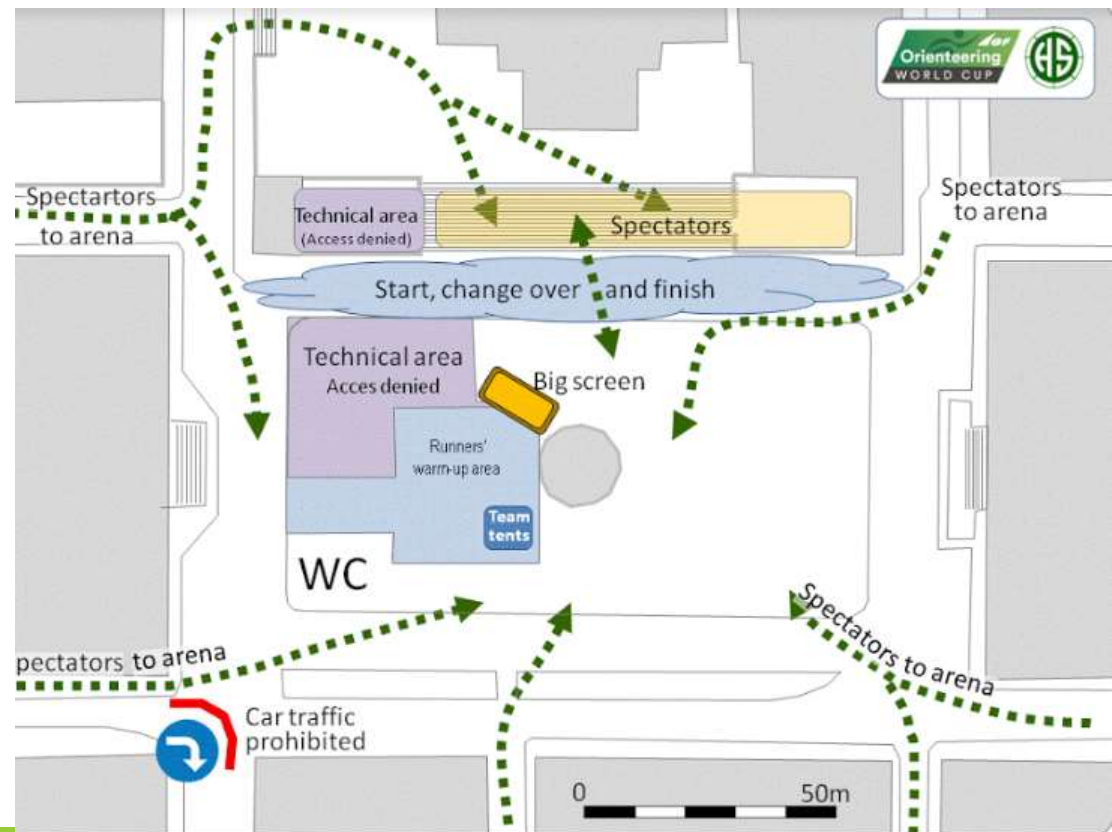 Orienteering
WORLD CUP
HS
Spectartors
to arena
Technical area
(Access denied)
Spectators
Spectators
to arena
Start, change over and finish
Technical area
Acces denied
Big screen
Runners'
warm-up area
Team
tents
WC
pectators to arena
Spectators to arena
Car traffic
prohibited
0 50m